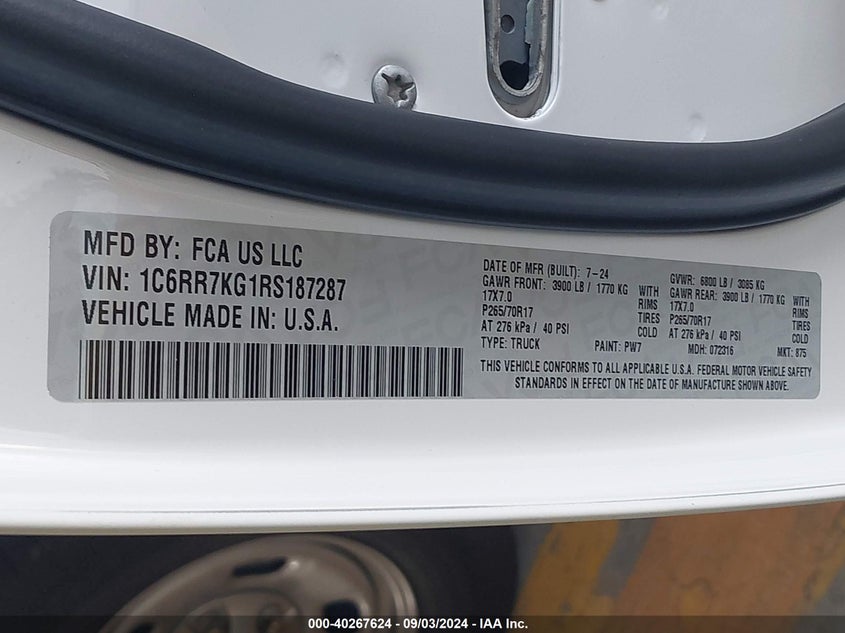 MFD BY: FCA US LLC
VIN: 1C6RR7KG1RS187287
VEHICLE MADE IN: U.S.A.
DATE OF MFR (BUILT): 7-24
GAWR FRONT: 3900 LB / 1770 KG WITH
17X7.0 RIMS
P265/70R17 TIRES
AT 276 kPa / 40 PSI COLD
TYPE: TRUCK PAINT: PW7
GVWR: 6800 LB / 3085 KG
GAWR REAR: 3900 LB / 1770 KG WITH
17X7.0 RIMS
P265/70R17 TIRES
AT 276 kPa / 40 PSI COLD
MDH: 072316 MKT: 875
THIS VEHICLE CONFORMS TO ALL APPLICABLE U.S.A. FEDERAL MOTOR VEHICLE SAFETY
STANDARDS IN EFFECT ON THE DATE OF MANUFACTURE SHOWN ABOVE.
000-40267624 - 09/03/2024 - IAA Inc.